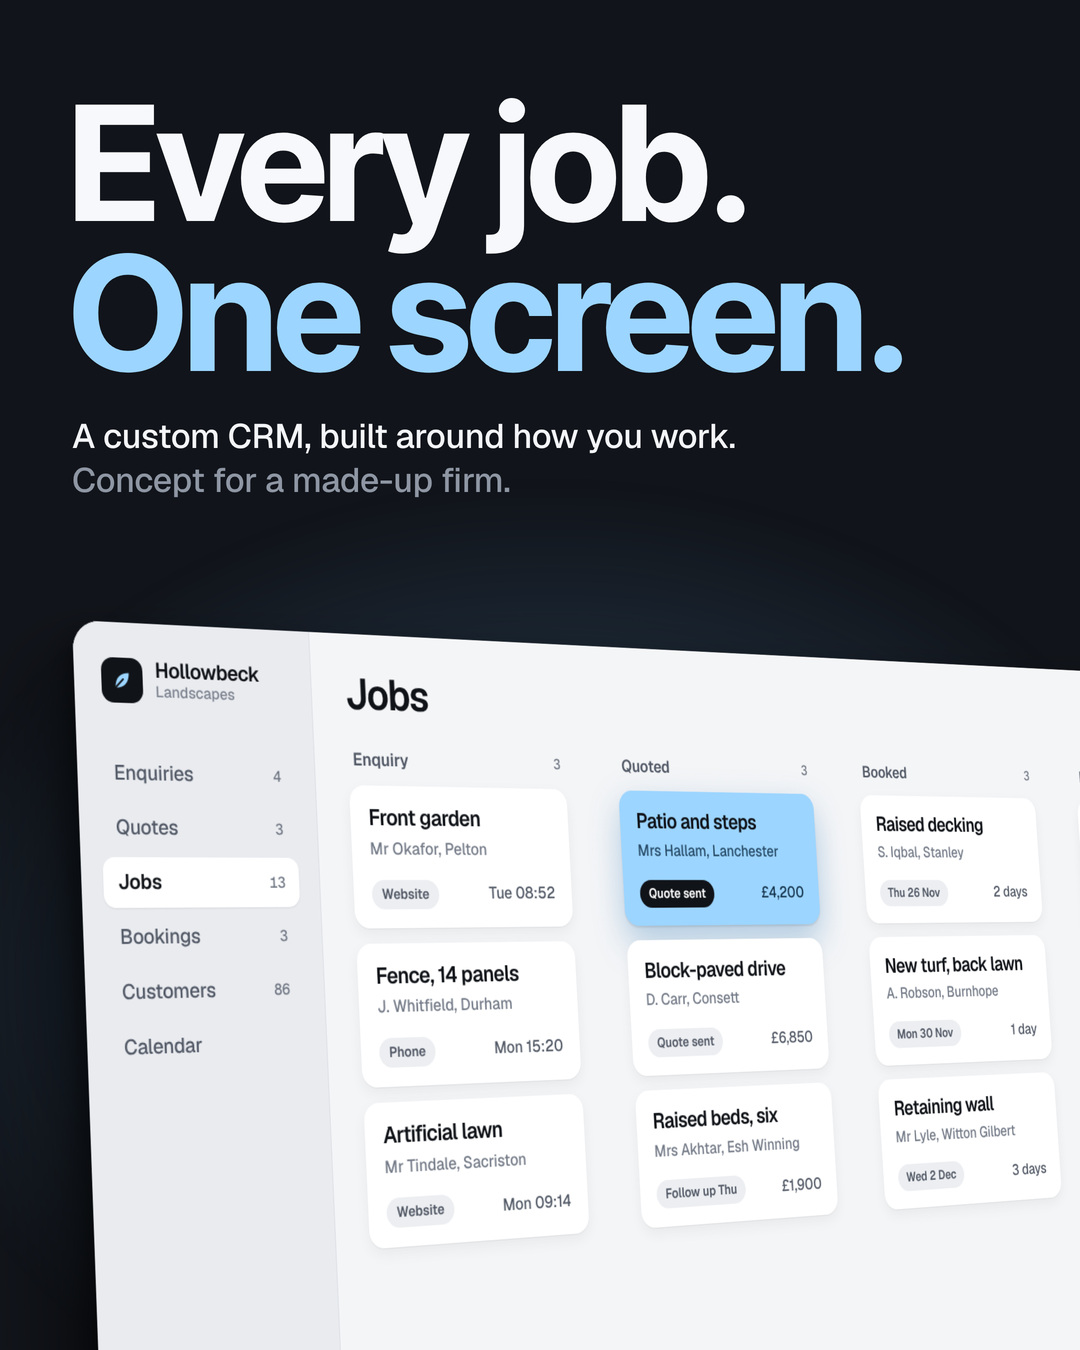 Every job.
One screen.
A custom CRM, built around how you work.
Concept for a made-up firm.
Hollowbeck
Landscapes
Enquiries 4
Quotes 3
Jobs 13
Bookings 3
Customers 86
Calendar
Jobs
Enquiry 3
Front garden
Mr Okafor, Pelton
Website Tue 08:52
Fence, 14 panels
J. Whitfield, Durham
Phone Mon 15:20
Artificial lawn
Mr Tindale, Sacriston
Website Mon 09:14
Quoted 3
Patio and steps
Mrs Hallam, Lanchester
Quote sent £4,200
Block-paved drive
D. Carr, Consett
Quote sent £6,850
Raised beds, six
Mrs Akhtar, Esh Winning
Follow up Thu £1,900
Booked 3
Raised decking
S. Iqbal, Stanley
Thu 26 Nov 2 days
New turf, back lawn
A. Robson, Burnhope
Mon 30 Nov 1 day
Retaining wall
Mr Lyle, Witton Gilbert
Wed 2 Dec 3 days